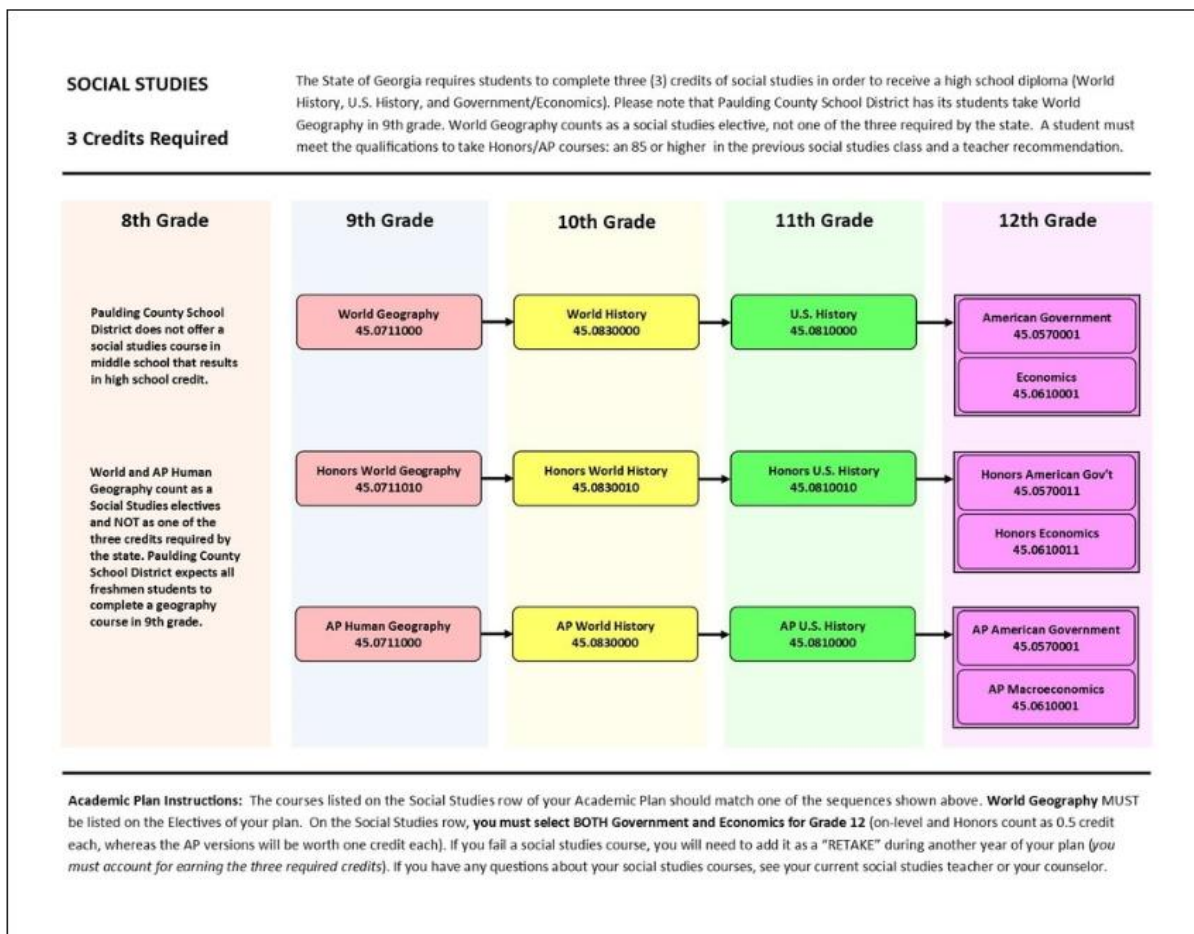 SOCIAL STUDIES
3 Credits Required
The State of Georgia requires students to complete three (3) credits of social studies in order to receive a high school diploma (World
History, U.S. History, and Government/Economics). Please note that Paulding County School District has its students take World
Geography in 9th grade. World Geography counts as a social studies elective, not one of the three required by the state. A student must
meet the qualifications to take Honors/AP courses: an 85 or higher in the previous social studies class and a teacher recommendation.
8th Grade
Paulding County School
District does not offer a
social studies course in
middle school that results
in high school credit.
World and AP Human
Geography count as a
Social Studies electives
and NOT as one of the
three credits required by
the state. Paulding County
School District expects all
freshmen students to
complete a geography
course in 9th grade.
9th Grade
10th Grade
11th Grade
12th Grade
World Geography
45.0711000
World History
45.0830000
U.S. History
45.0810000
American Government
45.0570001
Economics
45.0610001
Honors World Geography
45.0711010
Honors World History
45.0830010
Honors U.S. History
45.0810010
Honors American Gov't
45.0570011
Honors Economics
45.0610011
AP Human Geography
45.0711000
AP World History
45.0830000
AP U.S. History
45.0810000
AP American Government
45.0570001
AP Macroeconomics
45.0610001
Academic Plan Instructions: The courses listed on the Social Studies row of your Academic Plan should match one of the sequences shown above. World Geography MUST
be listed on the Electives of your plan. On the Social Studies row, you must select BOTH Government and Economics for Grade 12 (on-level and Honors count as 0.5 credit
each, whereas the AP versions will be worth one credit each). If you fail a social studies course, you will need to add it as a "RETAKE" during another year of your plan (you
must account for earning the three required credits). If you have any questions about your social studies courses, see your current social studies teacher or your counselor.